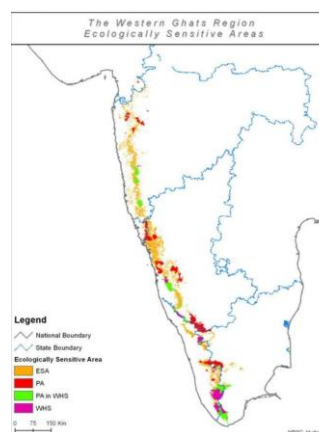 The Western Ghats Region
Ecologically Sensitive Areas
Legend
National Boundary
State Boundary
Ecologically Sensitive Area
ESA
PA
PA in WHS
WHS
0 75 150 Km